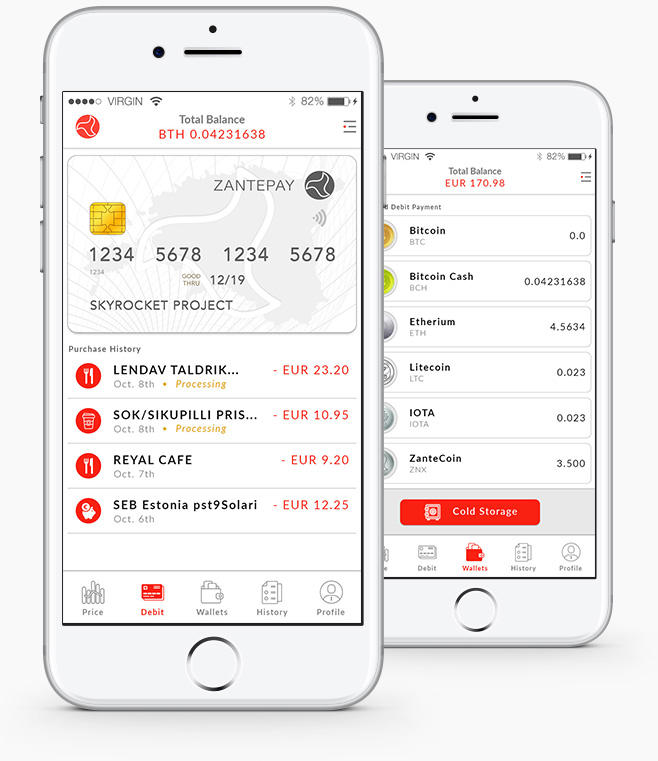 VIRGIN 82%
Total Balance
BTH 0.04231638
ZANTEPAY
1234 5678 1234 5678
1234
GOOD
THRU 12/19
SKYROCKET PROJECT
Purchase History
LENDAV TALDRIK... - EUR 23.20
Oct. 8th • Processing
SOK/SIKUPILLI PRIS... - EUR 10.95
Oct. 8th • Processing
REYAL CAFE - EUR 9.20
Oct. 7th
SEB Estonia pst9Solari - EUR 12.25
Oct. 6th
Price Debit Wallets History Profile
VIRGIN 82%
Total Balance
EUR 170.98
Debit Payment
Bitcoin 0.0
BTC
Bitcoin Cash 0.04231638
BCH
Etherium 4.5634
ETH
Litecoin 0.023
LTC
IOTA 0.023
IOTA
ZanteCoin 3.500
ZNX
Cold Storage
Debit Wallets History Profile